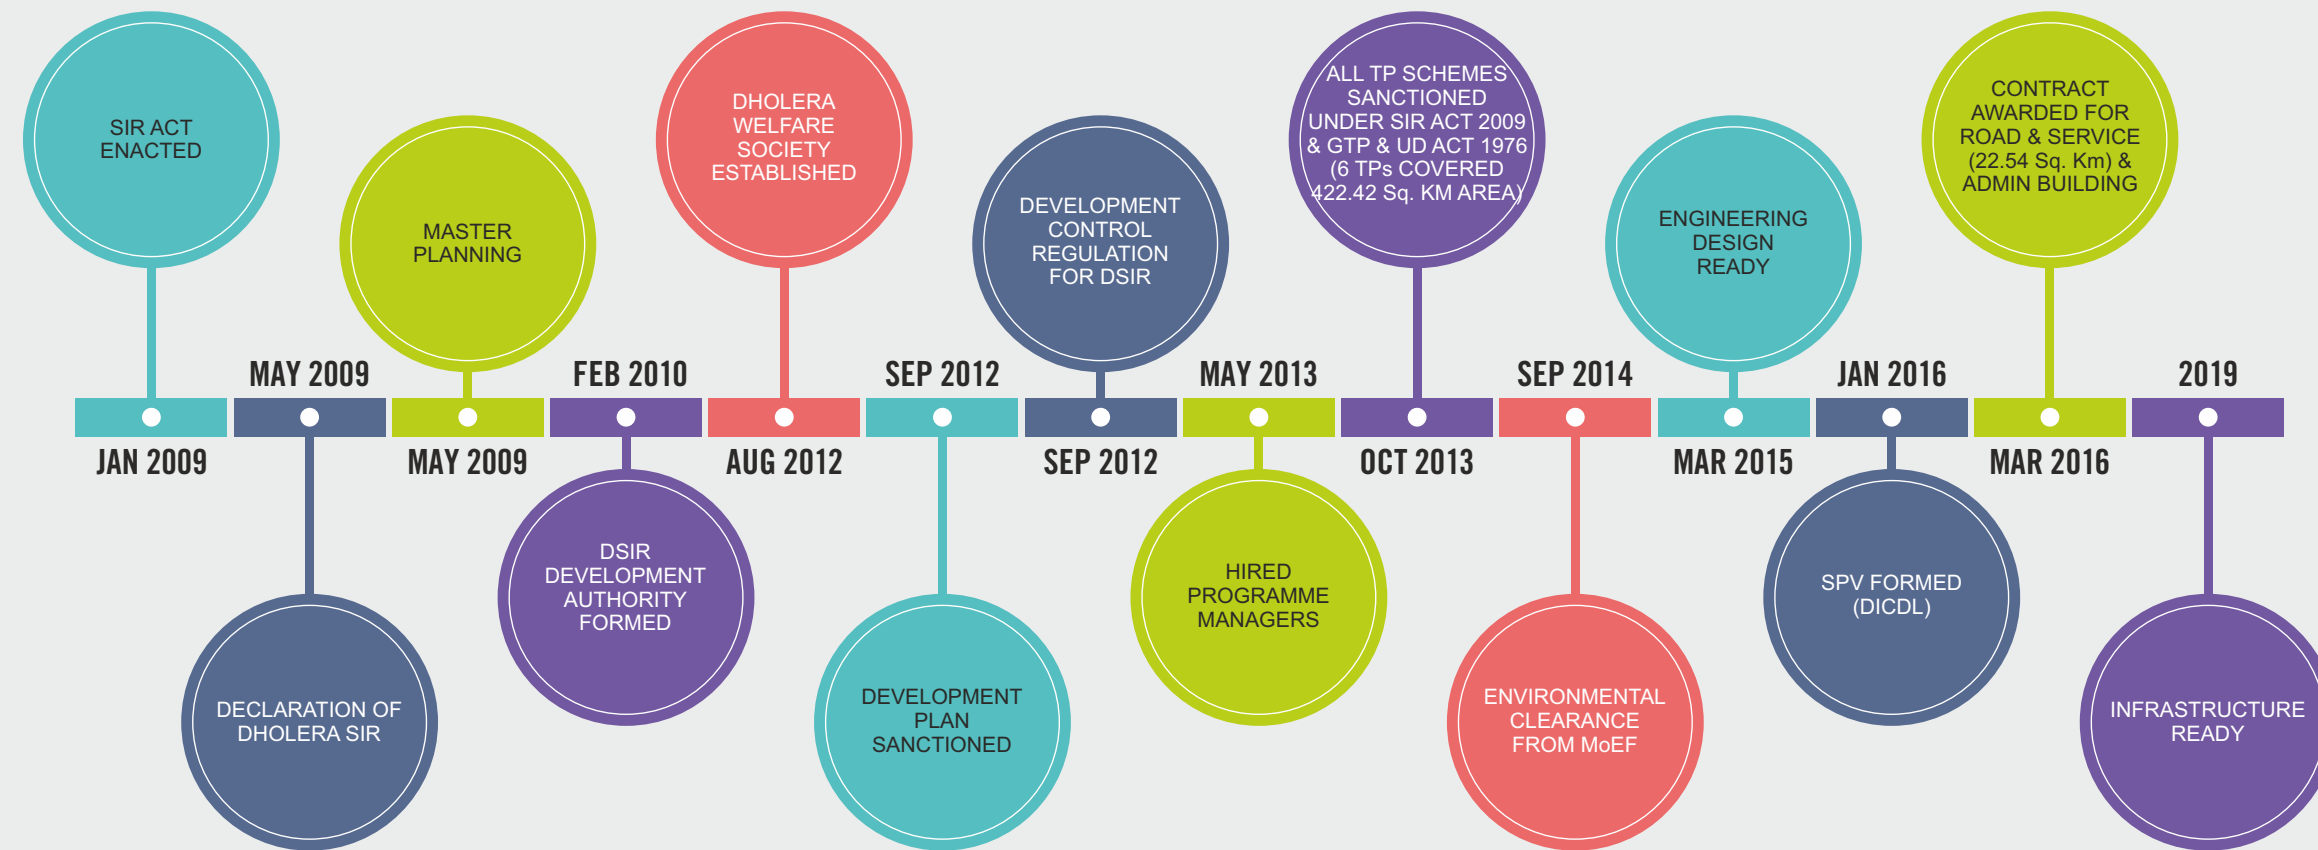 SIR ACT
ENACTED
JAN 2009
MAY 2009
DECLARATION OF
DHOLERA SIR
MASTER
PLANNING
MAY 2009
FEB 2010
DSIR
DEVELOPMENT
AUTHORITY
FORMED
DHOLERA
WELFARE
SOCIETY
ESTABLISHED
AUG 2012
SEP 2012
DEVELOPMENT
PLAN
SANCTIONED
DEVELOPMENT
CONTROL
REGULATION
FOR DSIR
SEP 2012
MAY 2013
HIRED
PROGRAMME
MANAGERS
ALL TP SCHEMES
SANCTIONED
UNDER SIR ACT 2009
& GTP & UD ACT 1976
(6 TPs COVERED
422.42 Sq. KM AREA)
OCT 2013
SEP 2014
ENVIRONMENTAL
CLEARANCE
FROM MoEF
ENGINEERING
DESIGN
READY
MAR 2015
JAN 2016
SPV FORMED
(DICDL)
CONTRACT
AWARDED FOR
ROAD & SERVICE
(22.54 Sq. Km) &
ADMIN BUILDING
MAR 2016
2019
INFRASTRUCTURE
READY